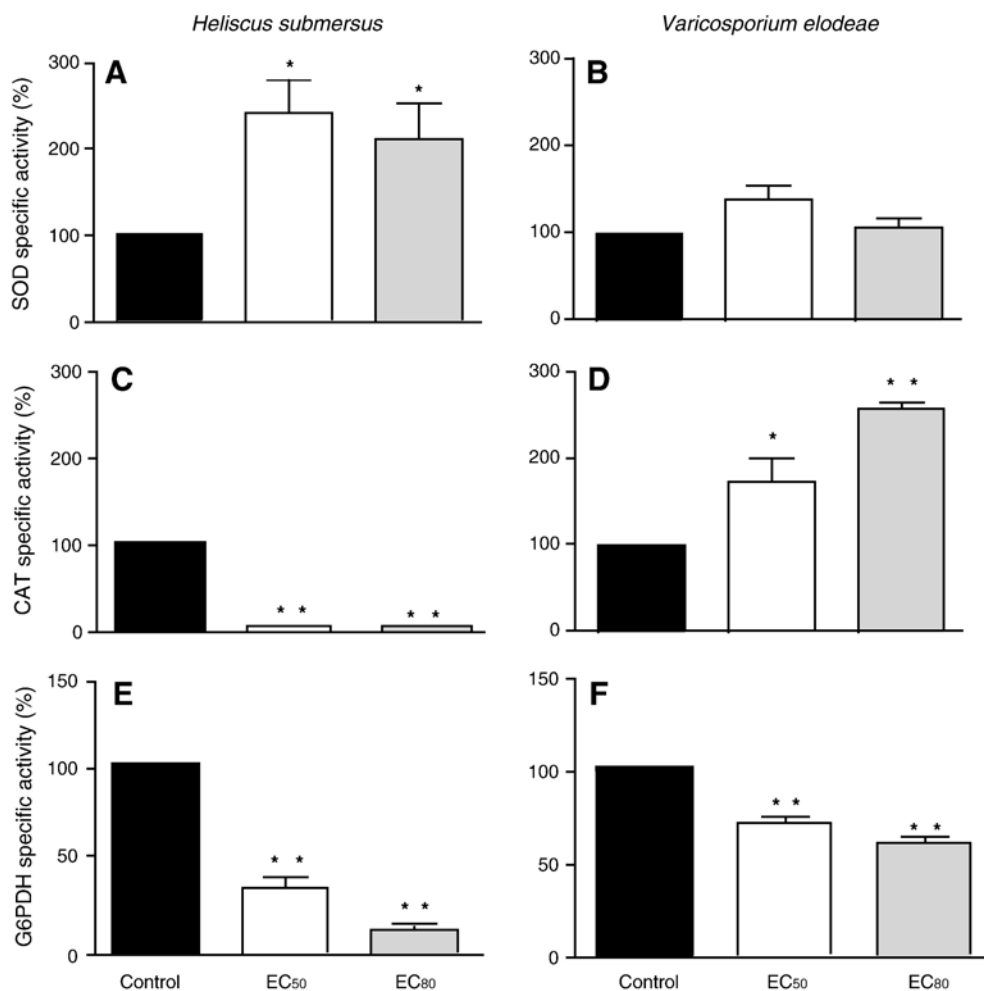 Heliscus submersus
Varicosporium elodeae
SOD specific activity (%)
A
300
200
100
0
*
*
B
300
200
100
0
CAT specific activity (%)
C
300
200
100
0
* *
* *
D
300
200
100
0
*
* *
G6PDH specific activity (%)
E
150
100
50
0
* *
* *
Control
EC50
EC80
F
150
100
50
0
* *
* *
Control
EC50
EC80